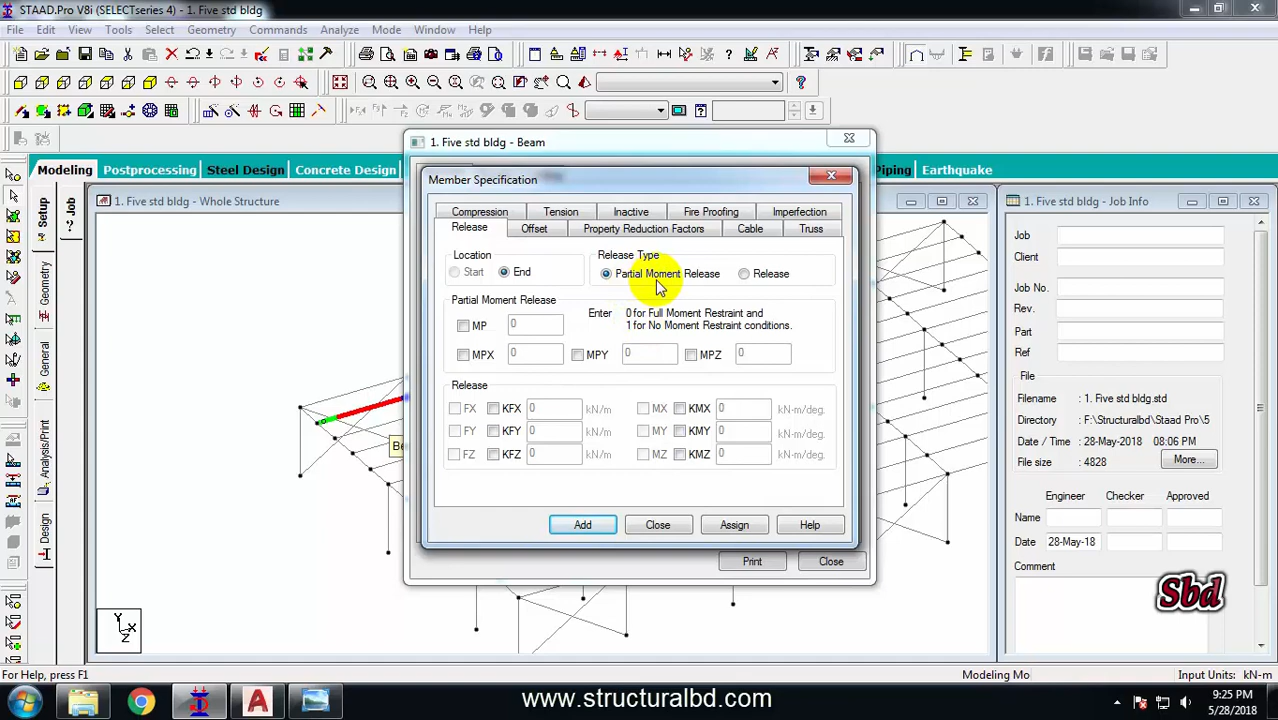 STAAD.Pro V8i (SELECTseries 4) - 1. Five std bldg
File Edit View Tools Select Geometry Commands Analyze Mode Window Help
Modeling Postprocessing Steel Design Concrete Design Piping Earthquake
Setup
Job
Geometry
General
Analysis/Print
Design
1. Five std bldg - Whole Structure
1. Five std bldg - Beam
Member Specification
Compression Tension Inactive Fire Proofing Imperfection
Release Offset Property Reduction Factors Cable Truss
Location
Start End
Release Type
Partial Moment Release Release
Partial Moment Release
Enter 0 for Full Moment Restraint and
1 for No Moment Restraint conditions.
MP 0
MPX 0 MPY 0 MPZ 0
Release
FX KFX 0 kN/m MX KMX 0 kN-m/deg.
FY KFY 0 kN/m MY KMY 0 kN-m/deg.
FZ KFZ 0 kN/m MZ KMZ 0 kN-m/deg.
Add Close Assign Help
Print Close
Be
1. Five std bldg - Job Info
Job
Client
Job No.
Rev.
Part
Ref
File
Filename : 1. Five std bldg.std
Directory : F:\Structuralbd\Staad Pro\5
Date / Time : 28-May-2018 08:06 PM
File size : 4828 More...
Engineer Checker Approved
Name
Date 28-May-18
Comment
Sbd
Y
X
Z
For Help, press F1
Modeling Mo
Input Units: kN-m
www.structuralbd.com
9:25 PM
5/28/2018